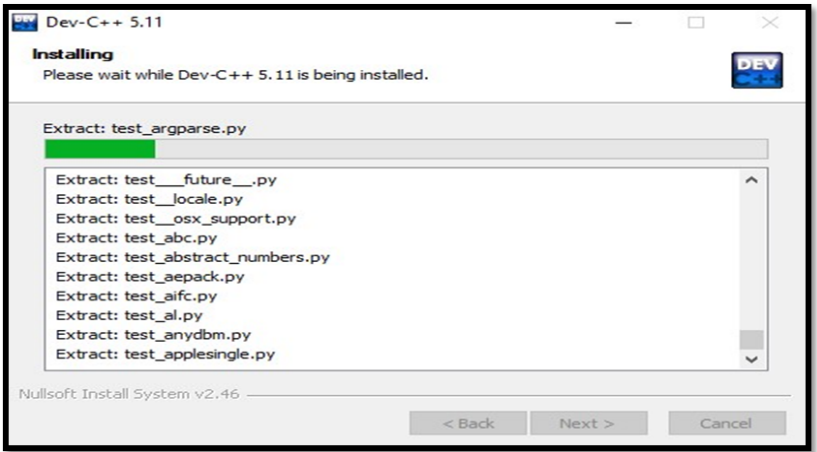 Dev-C++ 5.11
Installing
Please wait while Dev-C++ 5.11 is being installed.
DEV
C++
Extract: test_argparse.py
Extract: test___future__.py
Extract: test__locale.py
Extract: test__osx_support.py
Extract: test_abc.py
Extract: test_abstract_numbers.py
Extract: test_aepack.py
Extract: test_aifc.py
Extract: test_al.py
Extract: test_anydbm.py
Extract: test_applesingle.py
Nullsoft Install System v2.46
< Back
Next >
Cancel